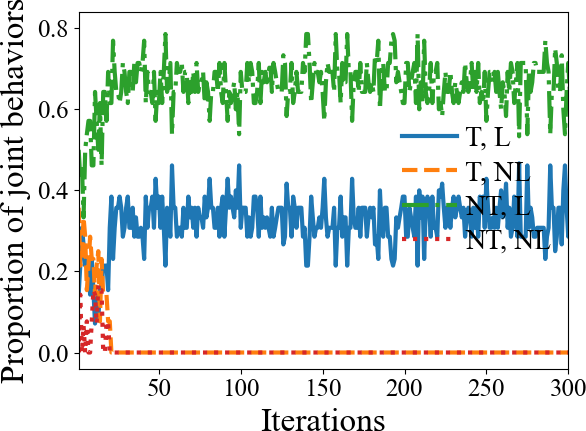 Proportion of joint behaviors
0.8
0.6
0.4
0.2
0.0
T, L
T, NL
NT, L
NT, NL
50 100 150 200 250 300
Iterations